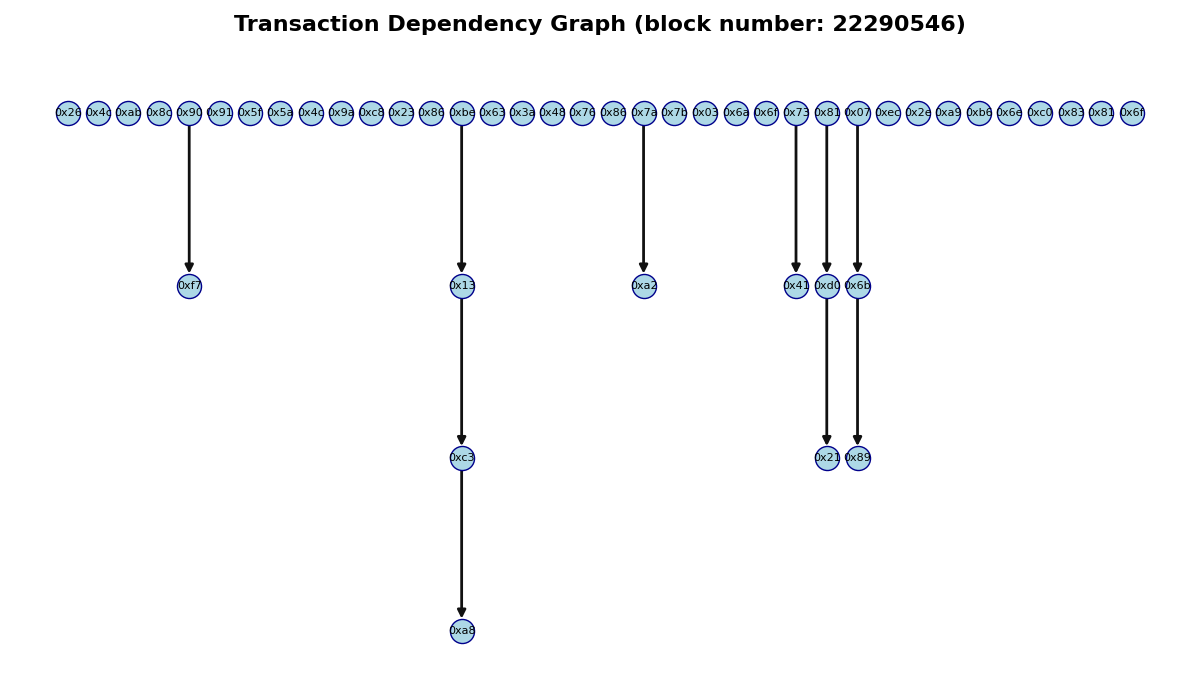 Transaction Dependency Graph (block number: 22290546)
0x26 0x4c 0xab 0x8c 0x90 0x91 0x5f 0x5a 0x4c 0x9a 0xc8 0x23 0x86 0xbe 0x63 0x3a 0x48 0x76 0x86 0x7a 0x7b 0x03 0x6a 0x6f 0x73 0x81 0x07 0xec 0x2e 0xa9 0xb6 0x6e 0xc0 0x83 0x81 0x6f
0xf7 0x13 0xa2 0x41 0xd0 0x6b
0xc3 0x21 0x89
0xa8